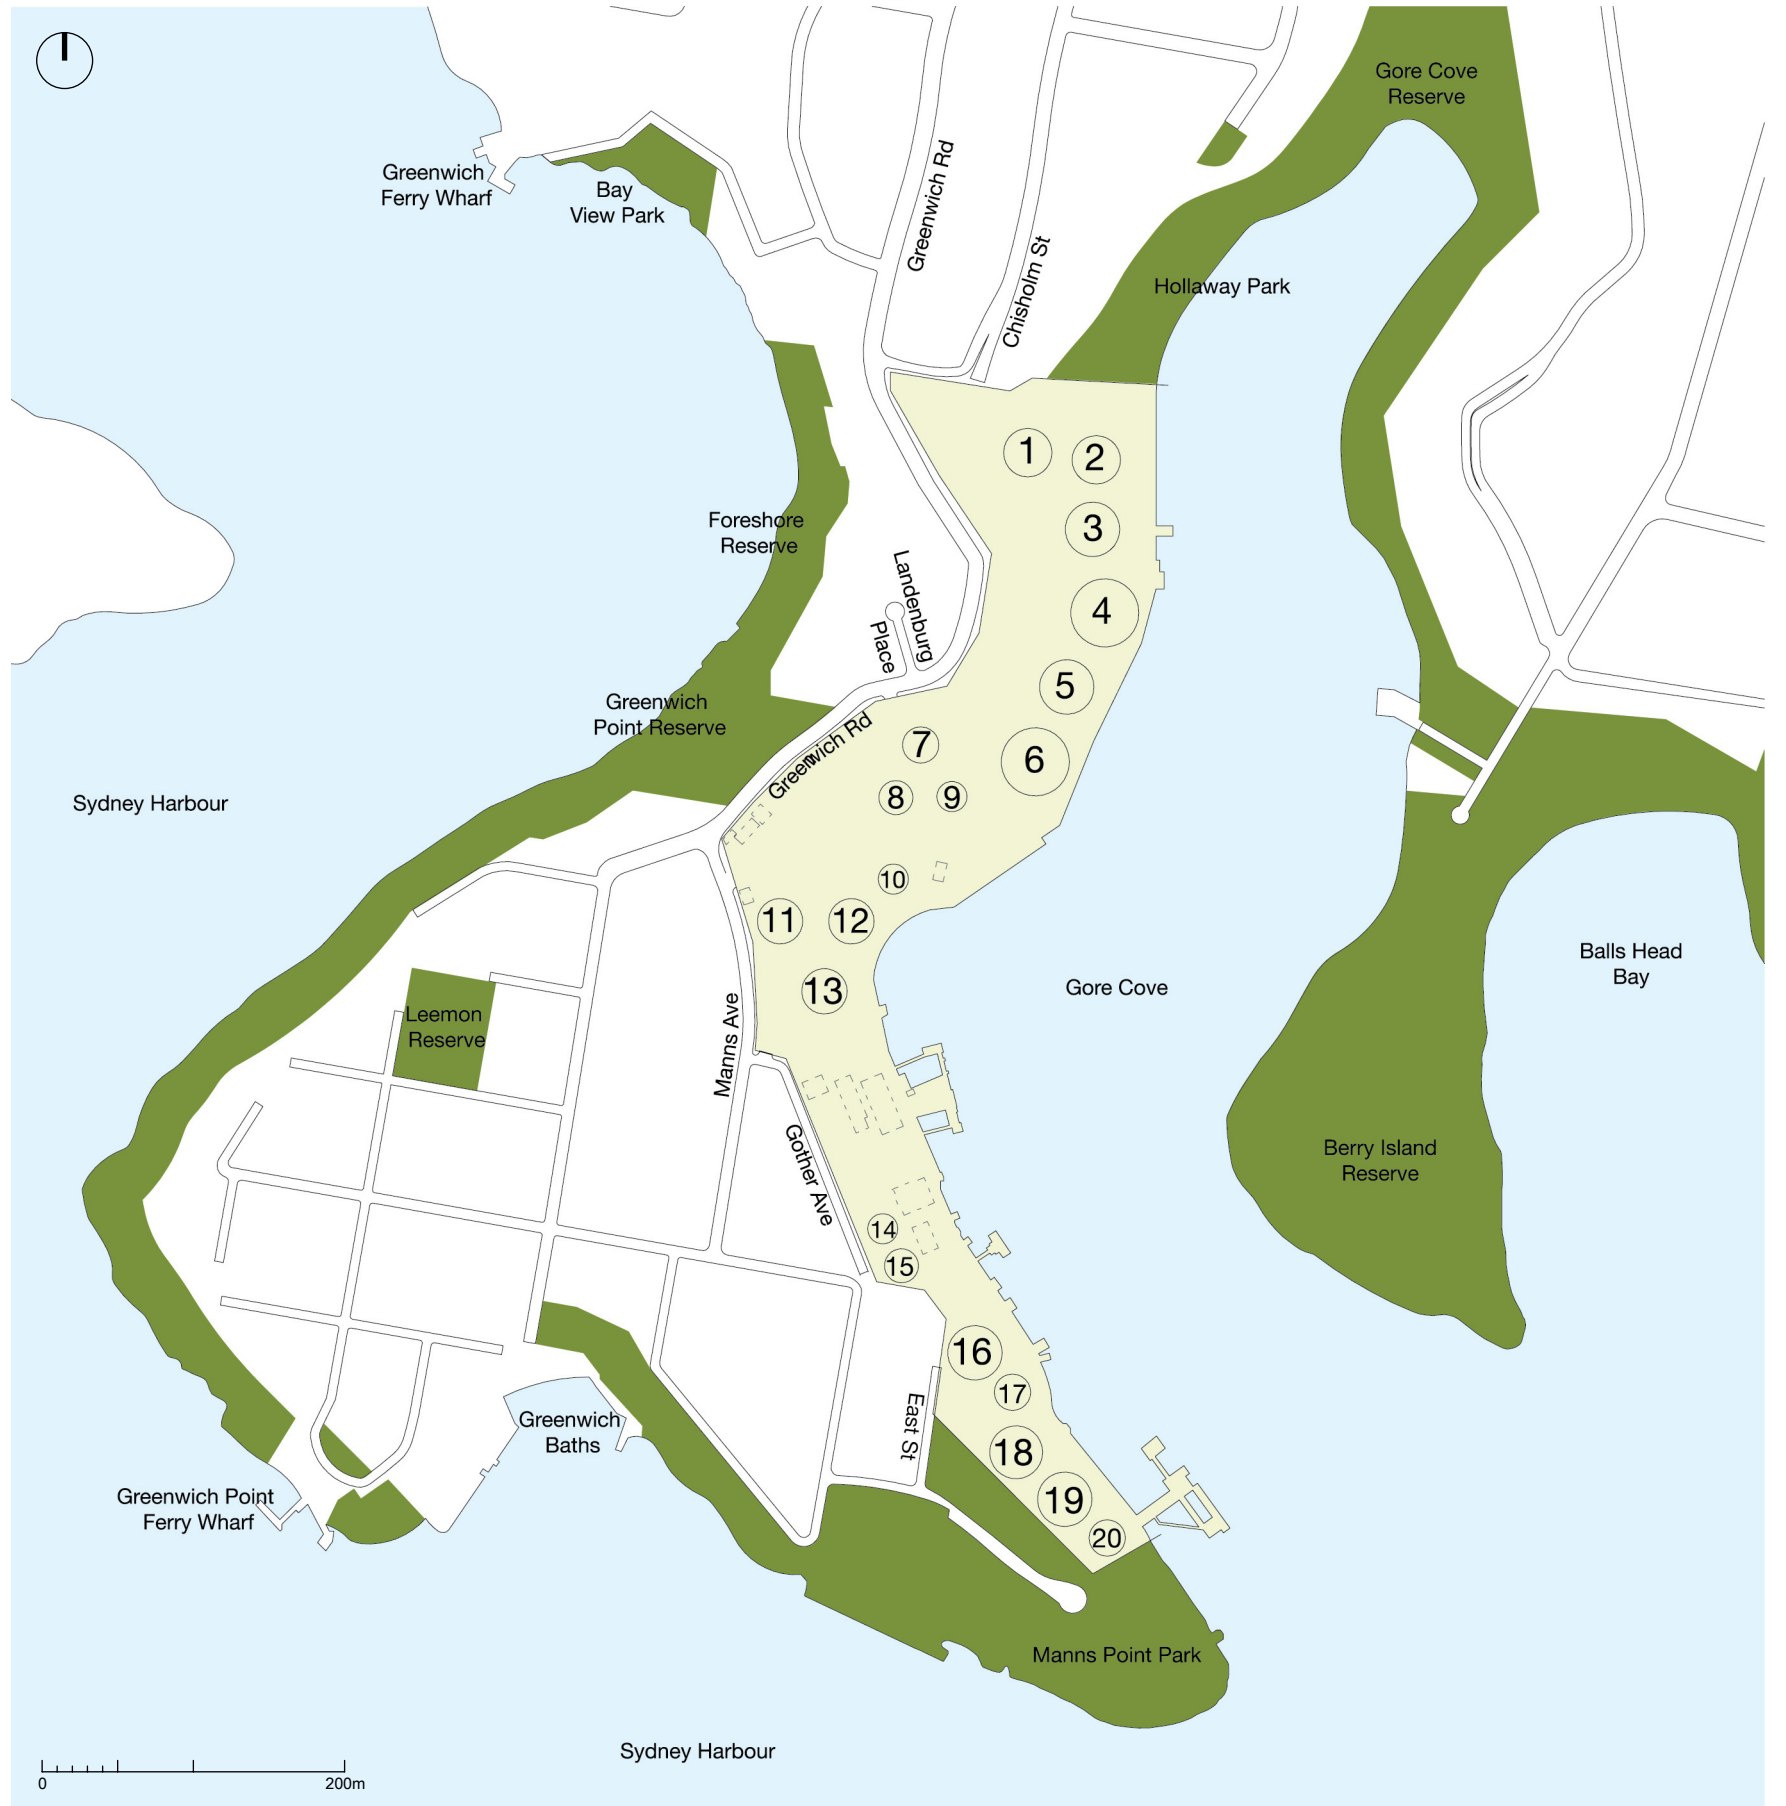 Gore Cove
Reserve
Greenwich
Ferry Wharf
Bay
View Park
Greenwich Rd
Chisholm St
Hollaway Park
1
2
3
Foreshore
Reserve
Landenburg
Place
4
5
Greenwich
Point Reserve
Greenwich Rd
7
6
8
9
Sydney Harbour
10
11
12
13
Balls Head
Bay
Gore Cove
Leemon
Reserve
Manns Ave
Gother Ave
Berry Island
Reserve
14
15
16
17
East St
18
19
20
Greenwich
Baths
Greenwich Point
Ferry Wharf
Manns Point Park
Sydney Harbour
0
200m